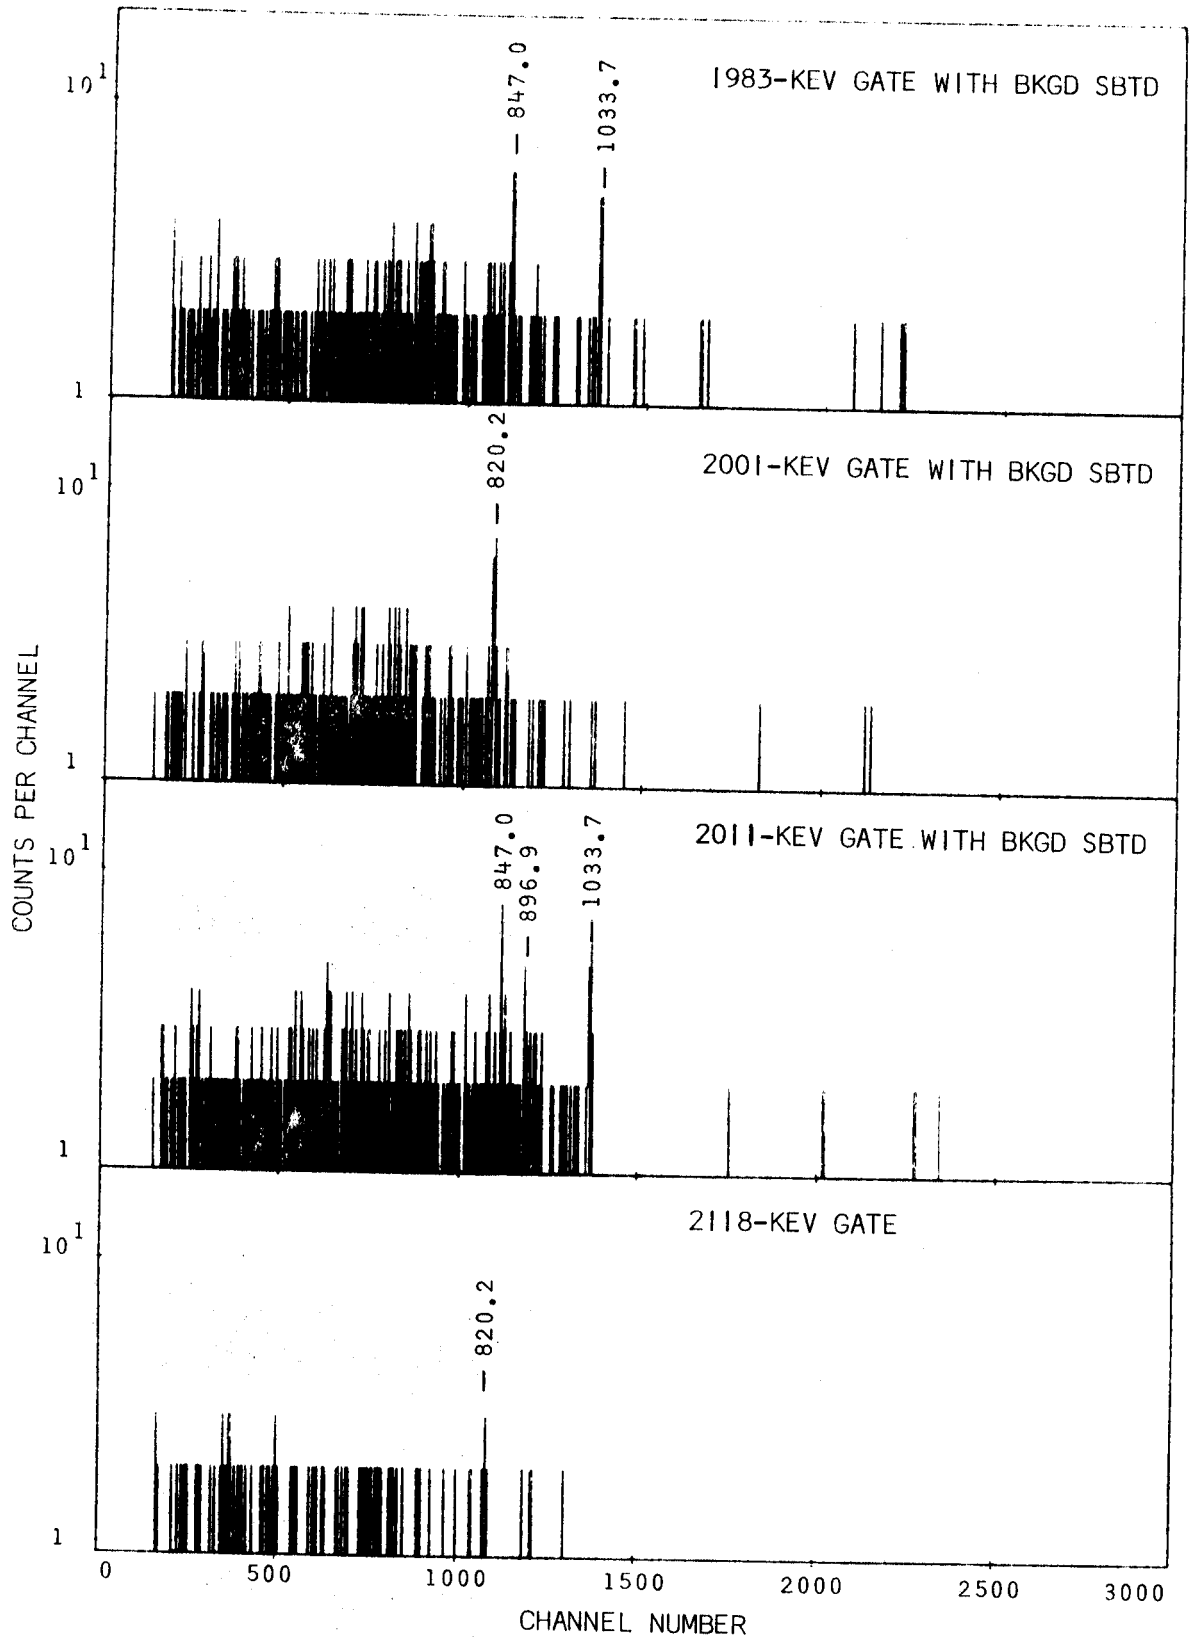 10¹
1
— 847.0
— 1033.7
1983-KEV GATE WITH BKGD SBTD
10¹
1
— 820.2
2001-KEV GATE WITH BKGD SBTD
COUNTS PER CHANNEL
10¹
1
847.0
— 896.9
1033.7
2011-KEV GATE WITH BKGD SBTD
10¹
1
— 820.2
2118-KEV GATE
0 500 1000 1500 2000 2500 3000
CHANNEL NUMBER